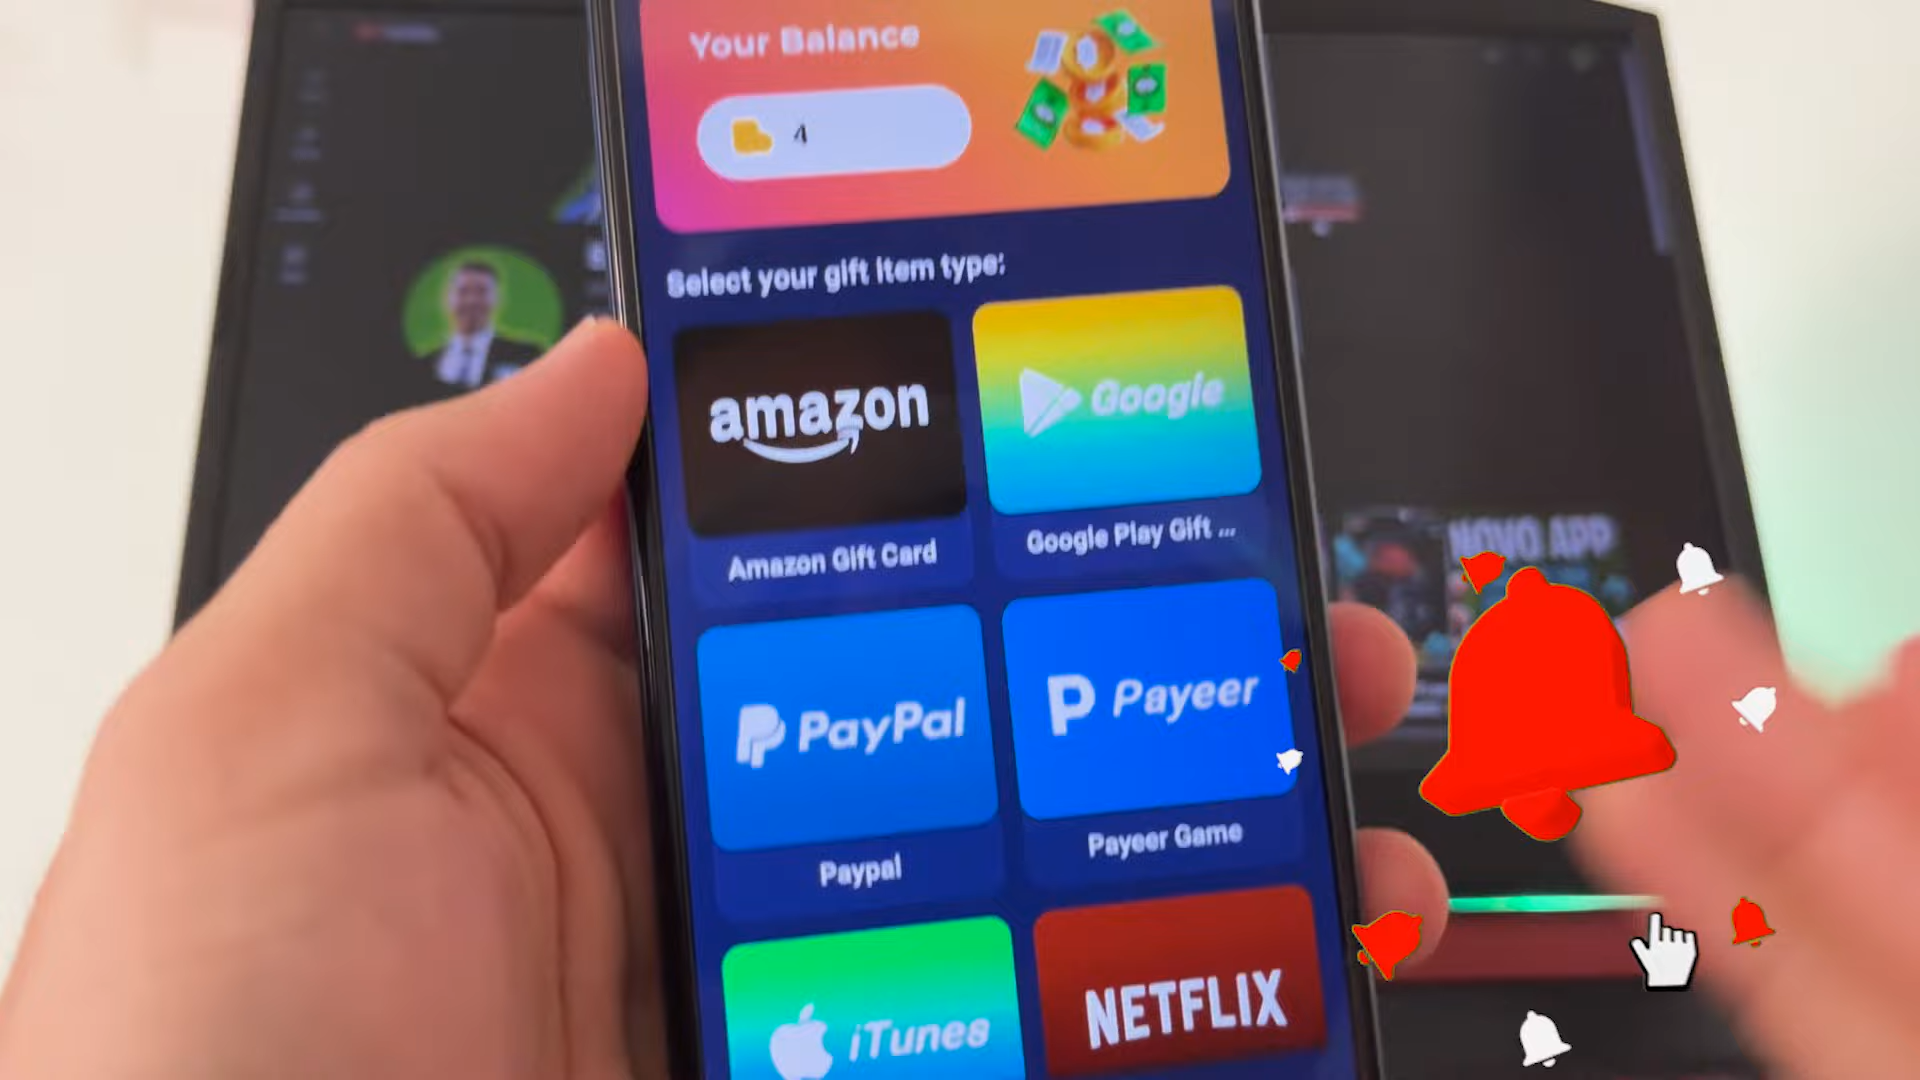 Your Balance
4
Select your gift item type:
amazon
Google
Amazon Gift Card
Google Play Gift ...
NOVO APP
PayPal
Payeer
Paypal
Payeer Game
iTunes
NETFLIX